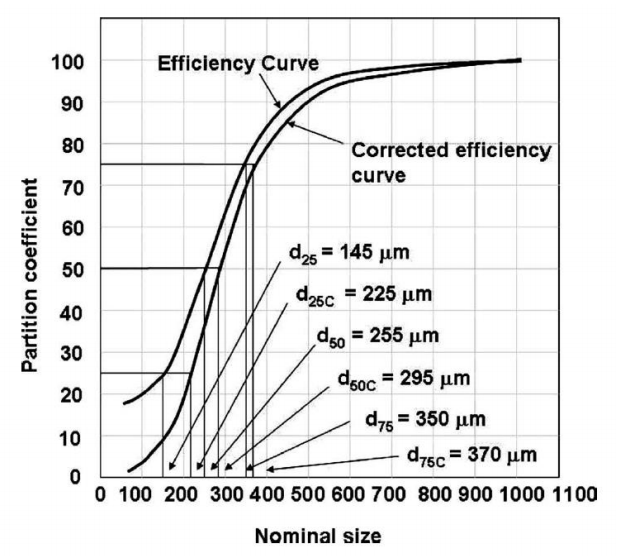 Efficiency Curve
Corrected efficiency
curve
Partition coefficient
100
90
80
70
60
50
40
30
20
10
0
d25 = 145 μm
d25C = 225 μm
d50 = 255 μm
d50C = 295 μm
d75 = 350 μm
d75C = 370 μm
0 100 200 300 400 500 600 700 800 900 1000 1100
Nominal size